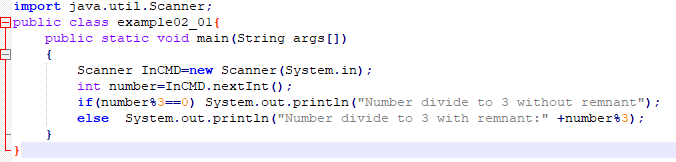 import java.util.Scanner;
public class example02_01{
public static void main(String args[])
{
Scanner InCMD=new Scanner(System.in);
int number=InCMD.nextInt();
if(number%3==0) System.out.println("Number divide to 3 without remnant");
else  System.out.println("Number divide to 3 with remnant:" +number%3);
}
}